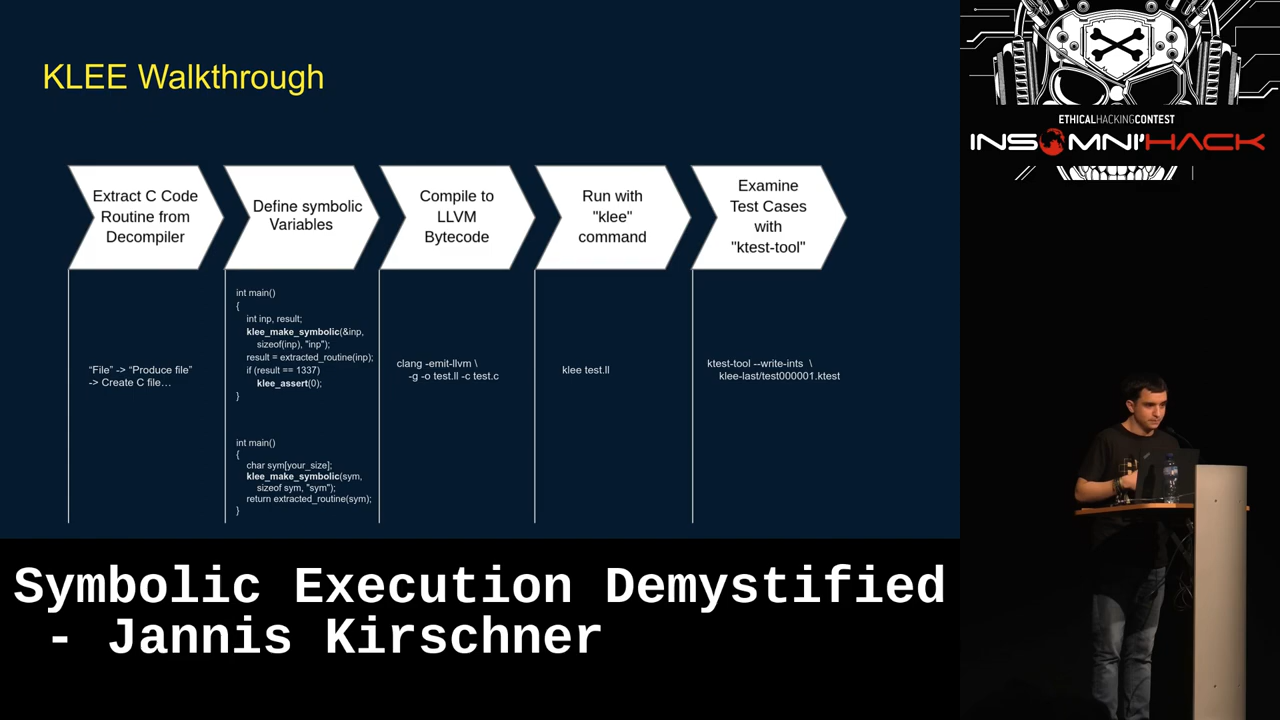 KLEE Walkthrough
Extract C Code
Routine from
Decompiler
Define symbolic
Variables
Compile to
LLVM
Bytecode
Run with
"klee"
command
Examine
Test Cases
with
"ktest-tool"
“File” -> “Produce file”
-> Create C file…
int main()
{
int inp, result;
klee_make_symbolic(&inp,
sizeof(inp), "inp");
result = extracted_routine(inp);
if (result == 1337)
klee_assert(0);
}
int main()
{
char sym[your_size];
klee_make_symbolic(sym,
sizeof sym, "sym");
return extracted_routine(sym);
}
clang -emit-llvm \
-g -o test.ll -c test.c
klee test.ll
ktest-tool --write-ints \
klee-last/test000001.ktest
ETHICALHACKINGCONTEST
INSOMNI'HACK
Symbolic Execution Demystified
- Jannis Kirschner